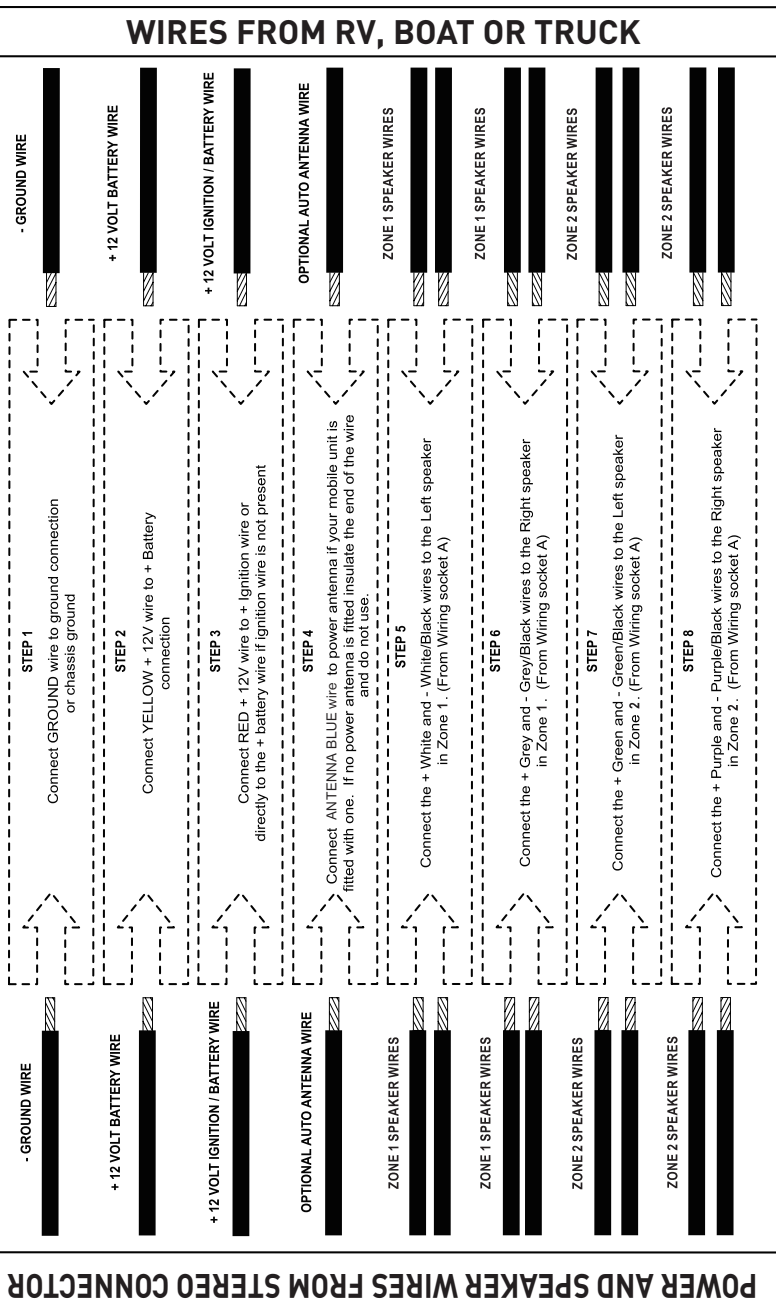 WIRES FROM RV, BOAT OR TRUCK
- GROUND WIRE
+ 12 VOLT BATTERY WIRE
+ 12 VOLT IGNITION / BATTERY WIRE
OPTIONAL AUTO ANTENNA WIRE
ZONE 1 SPEAKER WIRES
ZONE 1 SPEAKER WIRES
ZONE 2 SPEAKER WIRES
ZONE 2 SPEAKER WIRES
STEP 1
Connect GROUND wire to ground connection
or chassis ground
STEP 2
Connect YELLOW + 12V wire to + Battery
connection
STEP 3
Connect RED + 12V wire to + Ignition wire or
directly to the + battery wire if ignition wire is not present
STEP 4
Connect ANTENNA BLUE wire to power antenna if your mobile unit is
fitted with one. If no power antenna is fitted insulate the end of the wire
and do not use.
STEP 5
Connect the + White and - White/Black wires to the Left speaker
in Zone 1. (From Wiring socket A)
STEP 6
Connect the + Grey and - Grey/Black wires to the Right speaker
in Zone 1. (From Wiring socket A)
STEP 7
Connect the + Green and - Green/Black wires to the Left speaker
in Zone 2. (From Wiring socket A)
STEP 8
Connect the + Purple and - Purple/Black wires to the Right speaker
in Zone 2. (From Wiring socket A)
- GROUND WIRE
+ 12 VOLT BATTERY WIRE
+ 12 VOLT IGNITION / BATTERY WIRE
OPTIONAL AUTO ANTENNA WIRE
ZONE 1 SPEAKER WIRES
ZONE 1 SPEAKER WIRES
ZONE 2 SPEAKER WIRES
ZONE 2 SPEAKER WIRES
POWER AND SPEAKER WIRES FROM STEREO CONNECTOR